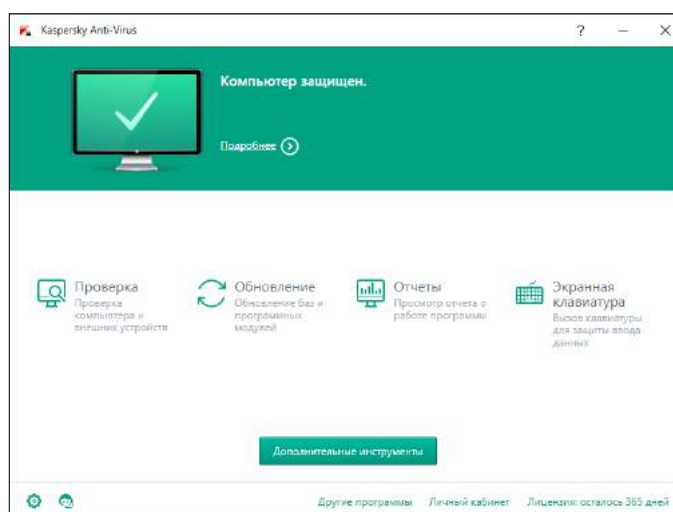 Kaspersky Anti-Virus
Компьютер защищен.
Подробнее
Проверка
Проверка
компьютера и
внешних устройств
Обновление
Обновление баз и
программных
модулей
Отчеты
Просмотр отчета о
работе программы
Экранная
клавиатура
Вызов клавиатуры
для защиты ввода
данных
Дополнительные инструменты
Другие программы Личный кабинет Лицензия: осталось 365 дней